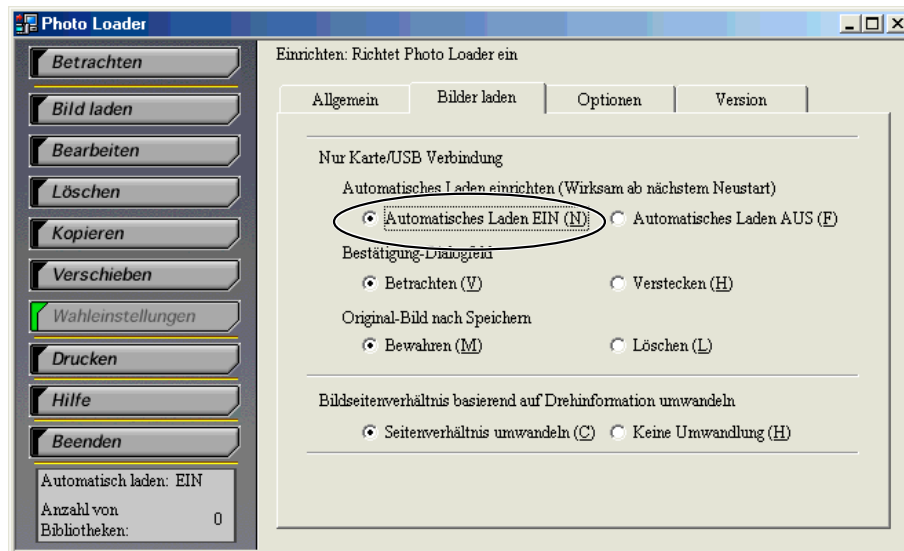 Photo Loader
Betrachten
Bild laden
Bearbeiten
Löschen
Kopieren
Verschieben
Wahleinstellungen
Drucken
Hilfe
Beenden
Automatisch laden: EIN
Anzahl von
Bibliotheken: 0
Einrichten: Richtet Photo Loader ein
Allgemein Bilder laden Optionen Version
Nur Karte/USB Verbindung
Automatisches Laden einrichten (Wirksam ab nächstem Neustart)
Automatisches Laden EIN (N) Automatisches Laden AUS (F)
Bestätigung-Dialogfeld
Betrachten (V) Verstecken (H)
Original-Bild nach Speichern
Bewahren (M) Löschen (L)
Bildseitenverhältnis basierend auf Drehinformation umwandeln
Seitenverhältnis umwandeln (C) Keine Umwandlung (H)